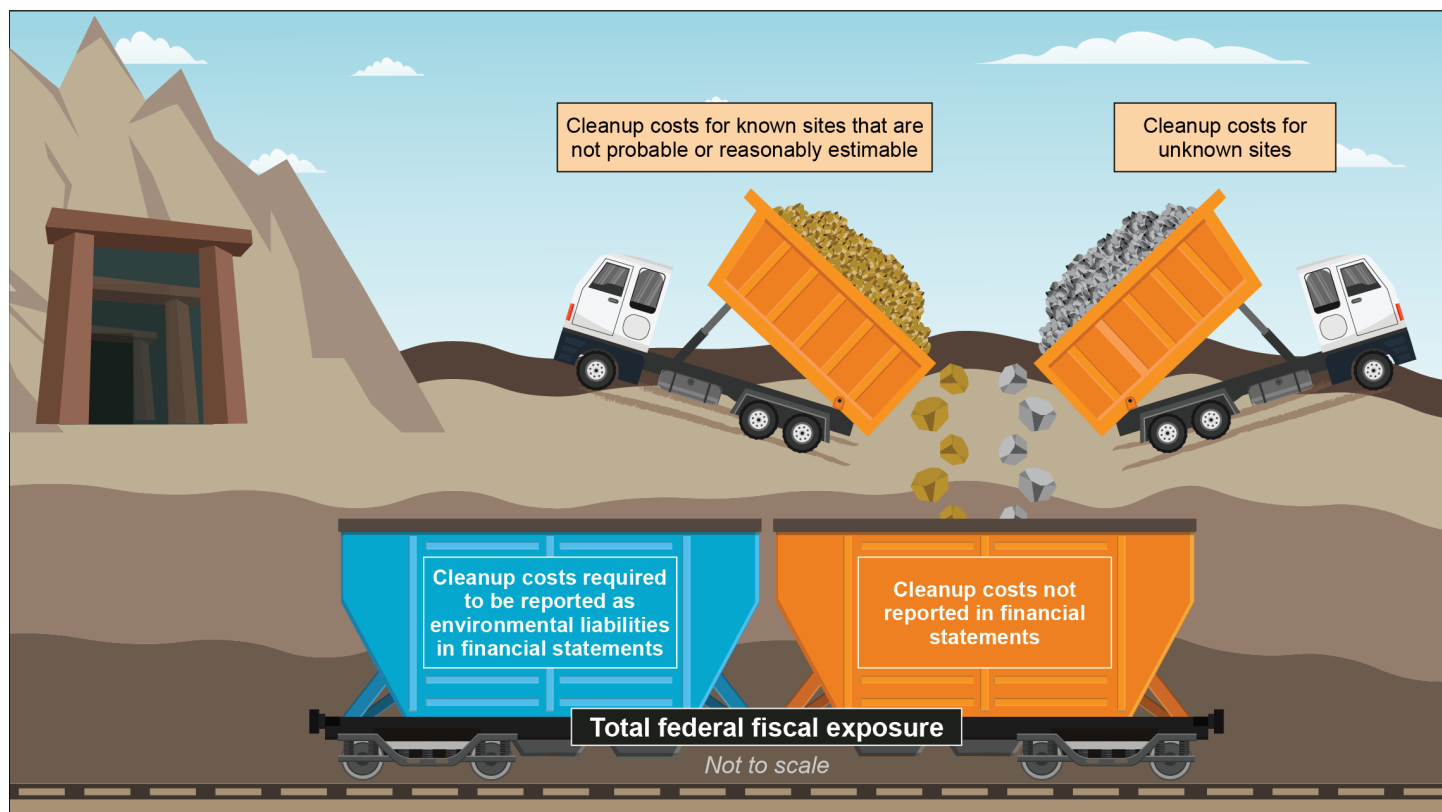 Cleanup costs for known sites that are
not probable or reasonably estimable
Cleanup costs for
unknown sites
Cleanup costs required
to be reported as
environmental liabilities
in financial statements
Cleanup costs not
reported in financial
statements
Total federal fiscal exposure
Not to scale